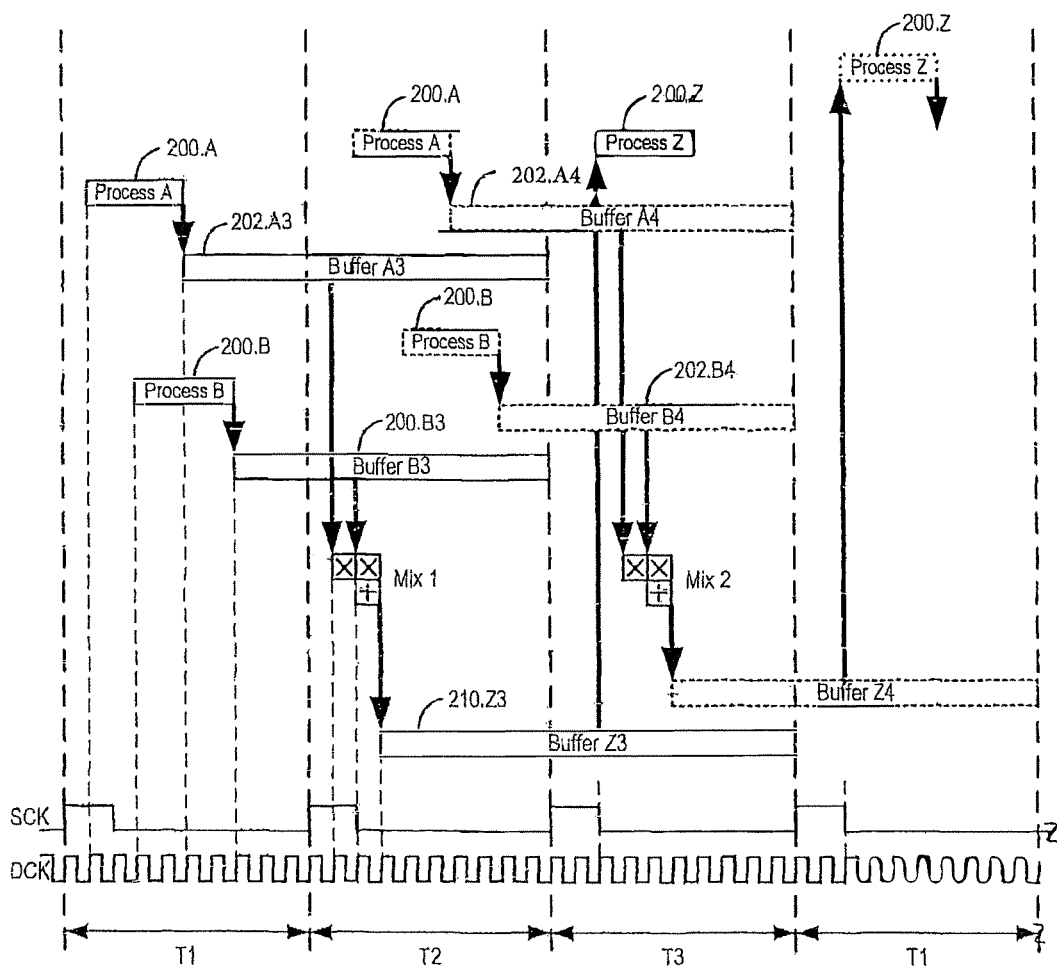 200.Z
Process Z
200.A
200.Z
Process A
Process Z
200.A
202.A4
Process A
Buffer A4
202.A3
Buffer A3
200.B
Process B
200.B
202.B4
Process B
Buffer B4
200.B3
Buffer B3
Mix 1
Mix 2
Buffer Z4
210.Z3
Buffer Z3
SCK
DCK
T1
T2
T3
T1